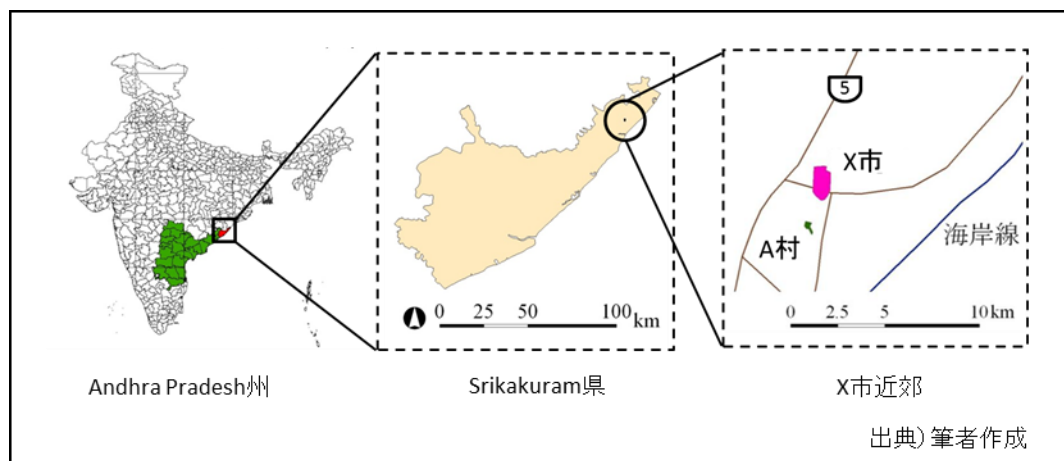 5
X市
A村
海岸線
0 25 50 100 km
0 2.5 5 10 km
Andhra Pradesh州
Srikakuram県
X市近郊
出典）筆者作成